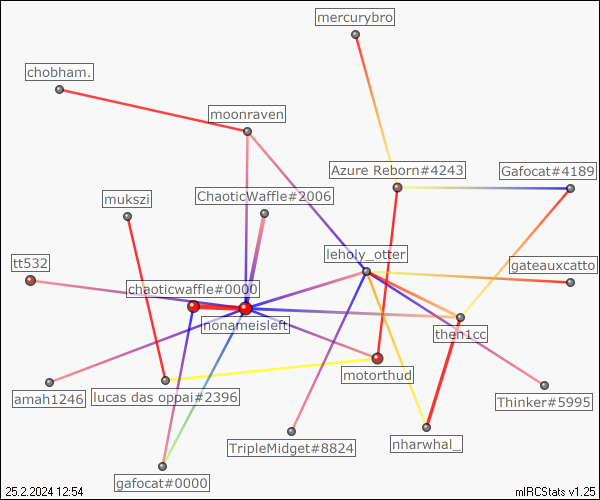 mercurybro
chobham.
moonraven
Azure Reborn#4243
Gafocat#4189
mukszi
ChaoticWaffle#2006
leholy_otter
tt532
gateauxcatto
chaoticwaffle#0000
nonameisleft
then1cc
motorthud
amah1246
lucas das oppai#2396
Thinker#5995
TripleMidget#8824
nharwhal_
gafocat#0000
25.2.2024 12:54
mIRCStats v1.25